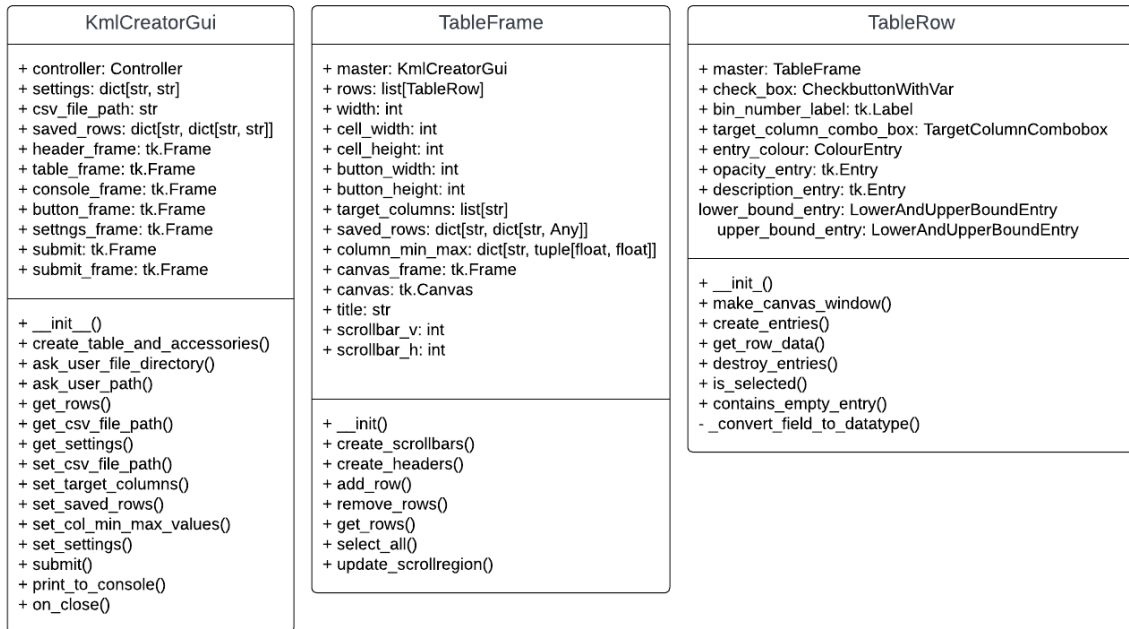 KmlCreatorGui
+ controller: Controller
+ settings: dict[str, str]
+ csv_file_path: str
+ saved_rows: dict[str, dict[str, str]]
+ header_frame: tk.Frame
+ table_frame: tk.Frame
+ console_frame: tk.Frame
+ button_frame: tk.Frame
+ settngs_frame: tk.Frame
+ submit: tk.Frame
+ submit_frame: tk.Frame
+ __init__()
+ create_table_and_accessories()
+ ask_user_file_directory()
+ ask_user_path()
+ get_rows()
+ get_csv_file_path()
+ get_settings()
+ set_csv_file_path()
+ set_target_columns()
+ set_saved_rows()
+ set_col_min_max_values()
+ set_settings()
+ submit()
+ print_to_console()
+ on_close()
TableFrame
+ master: KmlCreatorGui
+ rows: list[TableRow]
+ width: int
+ cell_width: int
+ cell_height: int
+ button_width: int
+ button_height: int
+ target_columns: list[str]
+ saved_rows: dict[str, dict[str, Any]]
+ column_min_max: dict[str, tuple[float, float]]
+ canvas_frame: tk.Frame
+ canvas: tk.Canvas
+ title: str
+ scrollbar_v: int
+ scrollbar_h: int
+ __init()
+ create_scrollbars()
+ create_headers()
+ add_row()
+ remove_rows()
+ get_rows()
+ select_all()
+ update_scrollregion()
TableRow
+ master: TableFrame
+ check_box: CheckbuttonWithVar
+ bin_number_label: tk.Label
+ target_column_combo_box: TargetColumnCombobox
+ entry_colour: ColourEntry
+ opacity_entry: tk.Entry
+ description_entry: tk.Entry
lower_bound_entry: LowerAndUpperBoundEntry
upper_bound_entry: LowerAndUpperBoundEntry
+ __init_()
+ make_canvas_window()
+ create_entries()
+ get_row_data()
+ destroy_entries()
+ is_selected()
+ contains_empty_entry()
- _convert_field_to_datatype()